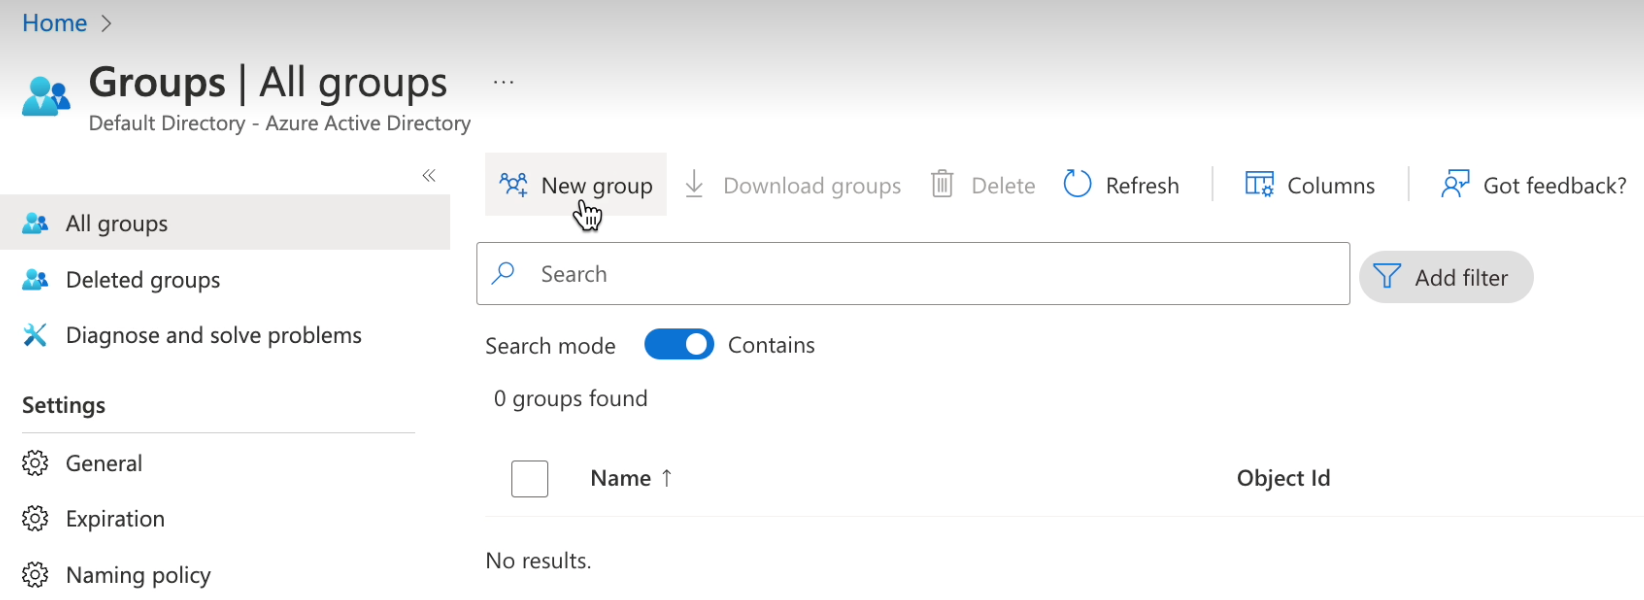 Home >
Groups | All groups ...
Default Directory - Azure Active Directory
«
New group
Download groups
Delete
Refresh
Columns
Got feedback?
All groups
Deleted groups
Diagnose and solve problems
Settings
General
Expiration
Naming policy
Search
Add filter
Search mode
Contains
0 groups found
Name ↑
Object Id
No results.